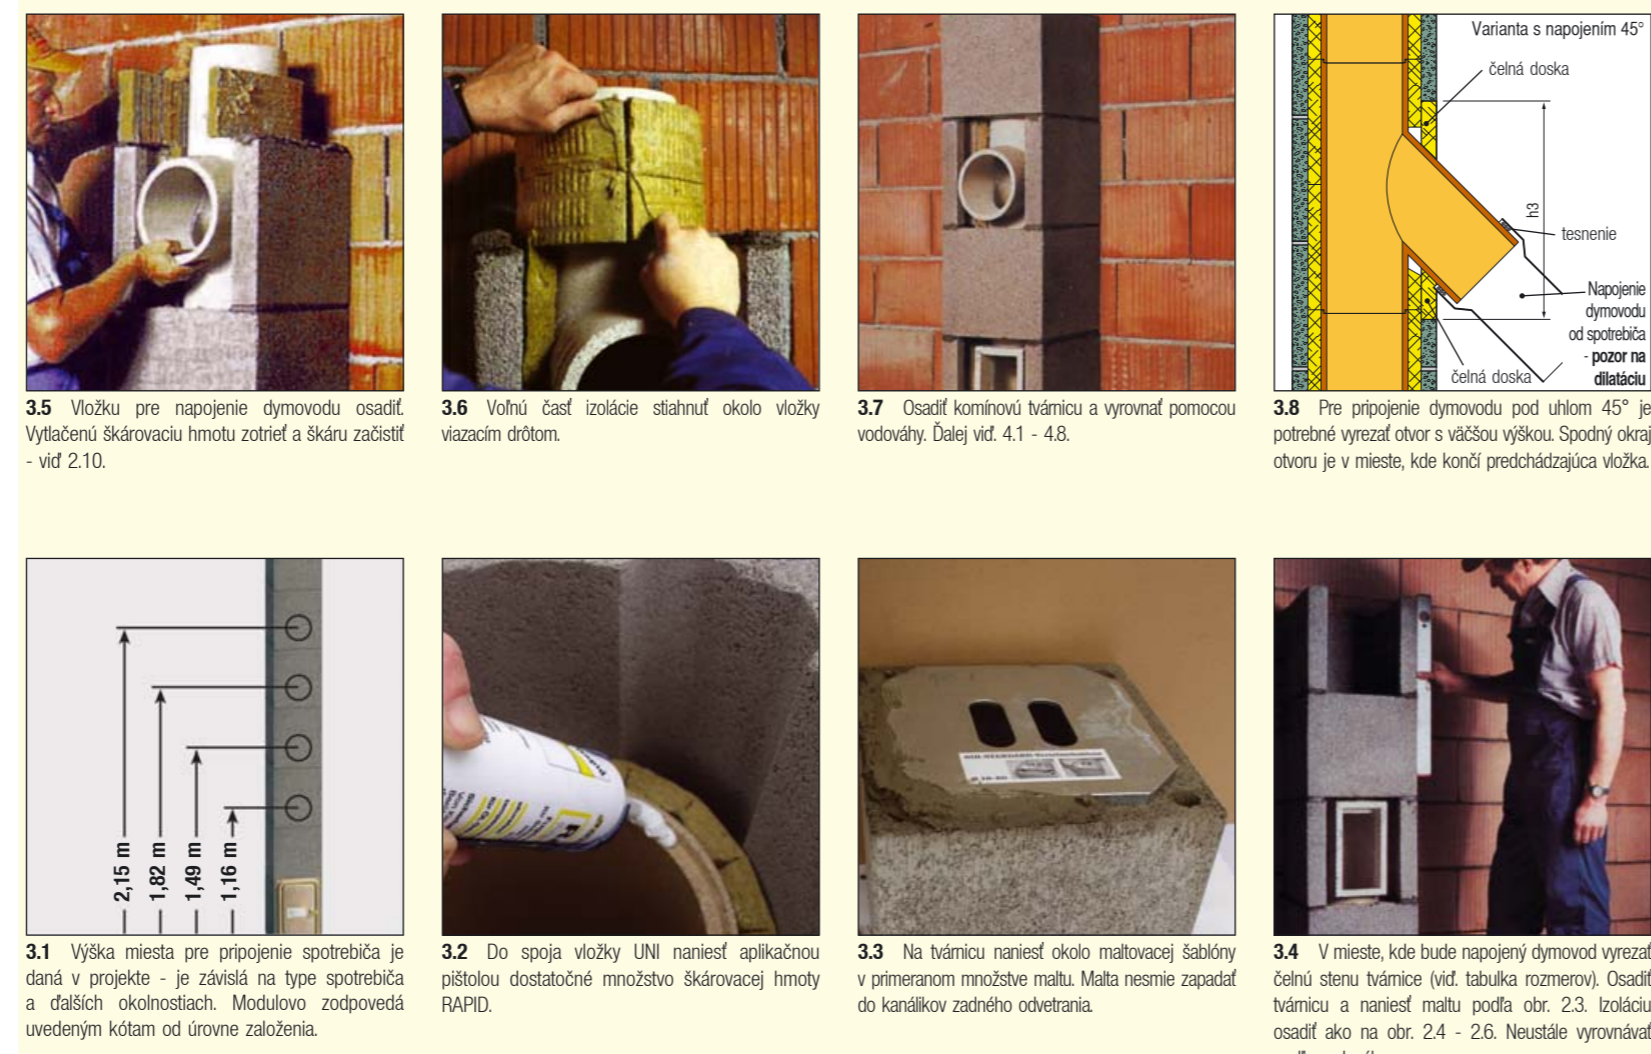 Varianta s napojením 45°
čelná doska
h3
tesnenie
Napojenie
dymovodu
od spotrebiča
- pozor na
dilatáciu
čelná doska
3.5 Vložku pre napojenie dymovodu osadiť.
Vytlačenú škárovaciu hmotu zotrieť a škáru začistiť
- viď 2.10.
3.6 Voľnú časť izolácie stiahnuť okolo vložky
viazacím drôtom.
3.7 Osadiť komínovú tvárnicu a vyrovnať pomocou
vodováhy. Ďalej viď. 4.1 - 4.8.
3.8 Pre pripojenie dymovodu pod uhlom 45° je
potrebné vyrezať otvor s väčšou výškou. Spodný okraj
otvoru je v mieste, kde končí predchádzajúca vložka.
2,15 m
1,82 m
1,49 m
1,16 m
3.1 Výška miesta pre pripojenie spotrebiča je
daná v projekte - je závislá na type spotrebiča
a ďalších okolnostiach. Modulovo zodpovedá
uvedeným kótam od úrovne založenia.
3.2 Do spoja vložky UNI naniesť aplikačnou
pištolou dostatočné množstvo škárovacej hmoty
RAPID.
3.3 Na tvárnicu naniesť okolo maltovacej šablóny
v primeranom množstve maltu. Malta nesmie zapadať
do kanálikov zadného odvetrania.
3.4 V mieste, kde bude napojený dymovod vyrezať
čelnú stenu tvárnice (viď. tabulka rozmerov). Osadiť
tvárnicu a naniesť maltu podľa obr. 2.3. Izoláciu
osadiť ako na obr. 2.4 - 2.6. Neustále vyrovnávať